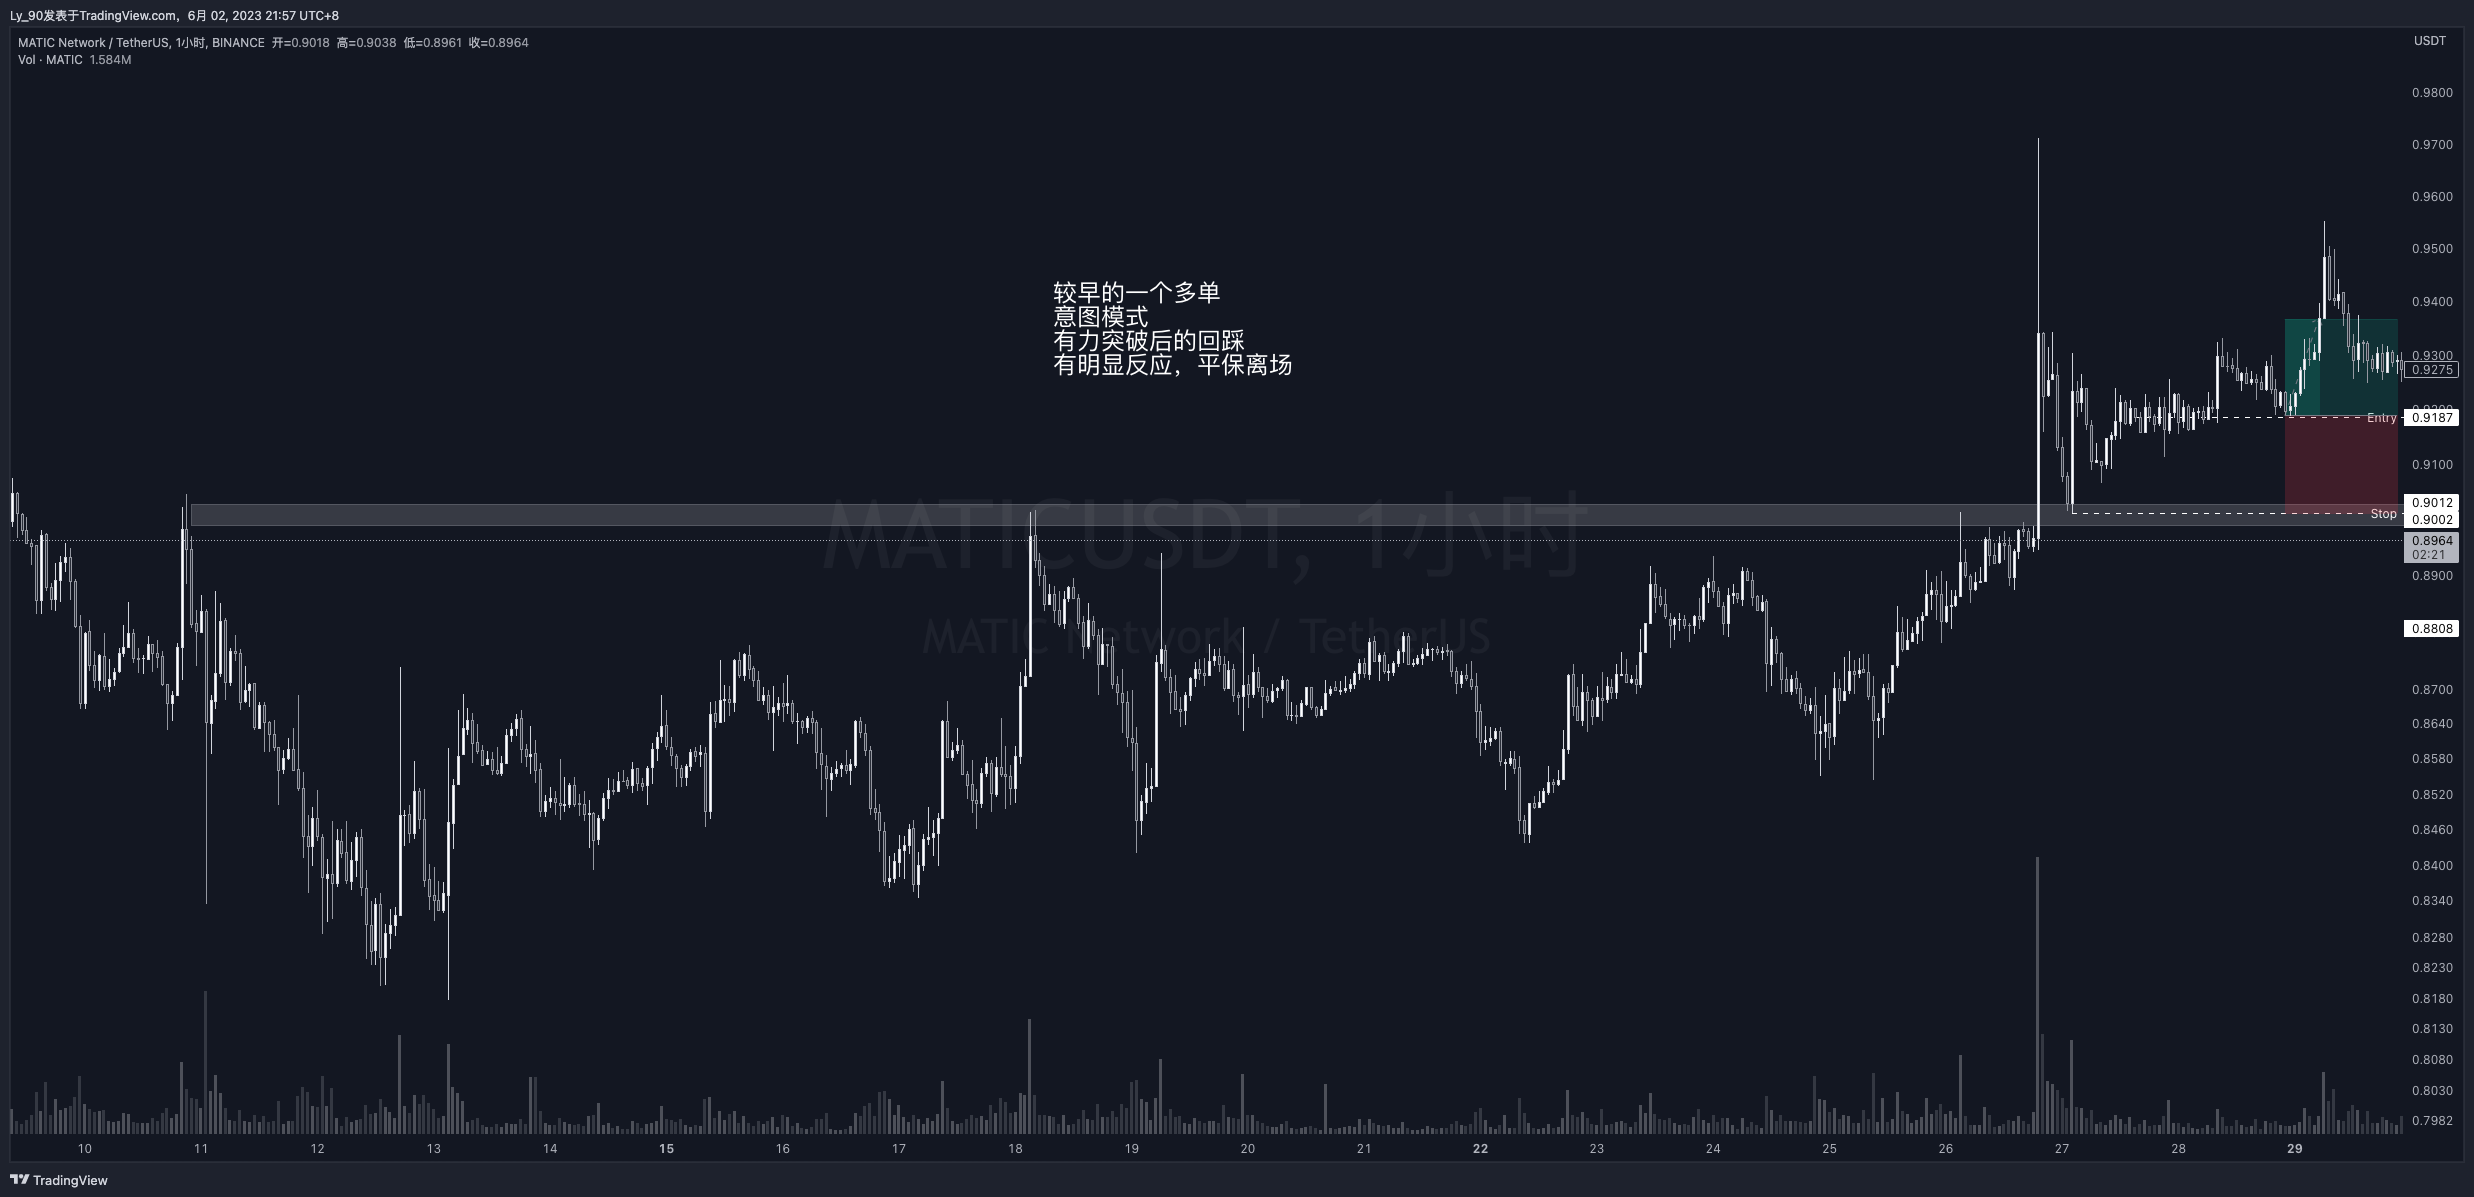 Ly_90发表于TradingView.com，6月 02, 2023 21:57 UTC+8
MATIC Network / TetherUS, 1小时, BINANCE 开=0.9018 高=0.9038 低=0.8961 收=0.8964
Vol · MATIC 1.584M
USDT
0.9800
0.9700
0.9600
0.9500
较早的一个多单
意图模式
有力突破后的回踩
有明显反应，平保离场
0.9400
0.9300
0.9275
0.9200
Entry
0.9187
0.9100
MATICUSDT, 1小时
MATIC Network / TetherUS
0.9012
Stop
0.9002
0.8964
02:21
0.8900
0.8808
0.8700
0.8640
0.8580
0.8520
0.8460
0.8400
0.8340
0.8280
0.8230
0.8180
0.8130
0.8080
0.8030
0.7982
10 11 12 13 14 15 16 17 18 19 20 21 22 23 24 25 26 27 28 29
TradingView